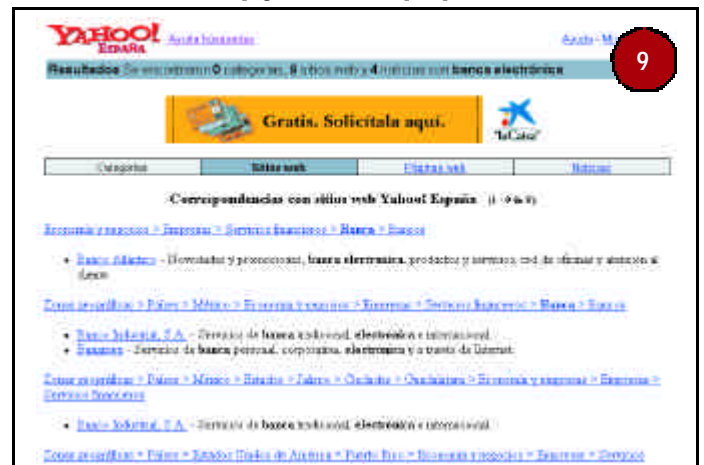 YAHOO!
ESPAÑA
Ayuda búsquedas
Ayuda - M
9
Resultados Se encontraron 0 categorías, 8 sitios web y 4 noticias con banca electrónica
Gratis. Solicítala aquí.
"la Caixa"
Categorías Sitios web Páginas web Noticias
Correspondencias con sitios web Yahoo! España
Economía y negocios > Empresas > Servicios financieros > Banca > Bancos
Banco Atlántico - Novedades y promociones, banca electrónica, productos y servicios, red de oficinas y atención al
cliente.
Zonas geográficas > Países > México > Economía y negocios > Empresas > Servicios financieros > Banca > Bancos
Banco Industrial, S.A. - Servicios de banca tradicional, electrónica e internacional.
Banamex - Servicios de banca personal, corporativa, electrónica y a través de Internet.
Zonas geográficas > Países > México > Estados > Jalisco > Ciudades > Guadalajara > Economía y empresas > Empresas >
Servicios financieros
Banco Industrial, S.A. - Servicios de banca tradicional, electrónica e internacional.
Zonas geográficas > Países > Estados Unidos de América > Puerto Rico > Economía y negocios > Empresas > Servicios